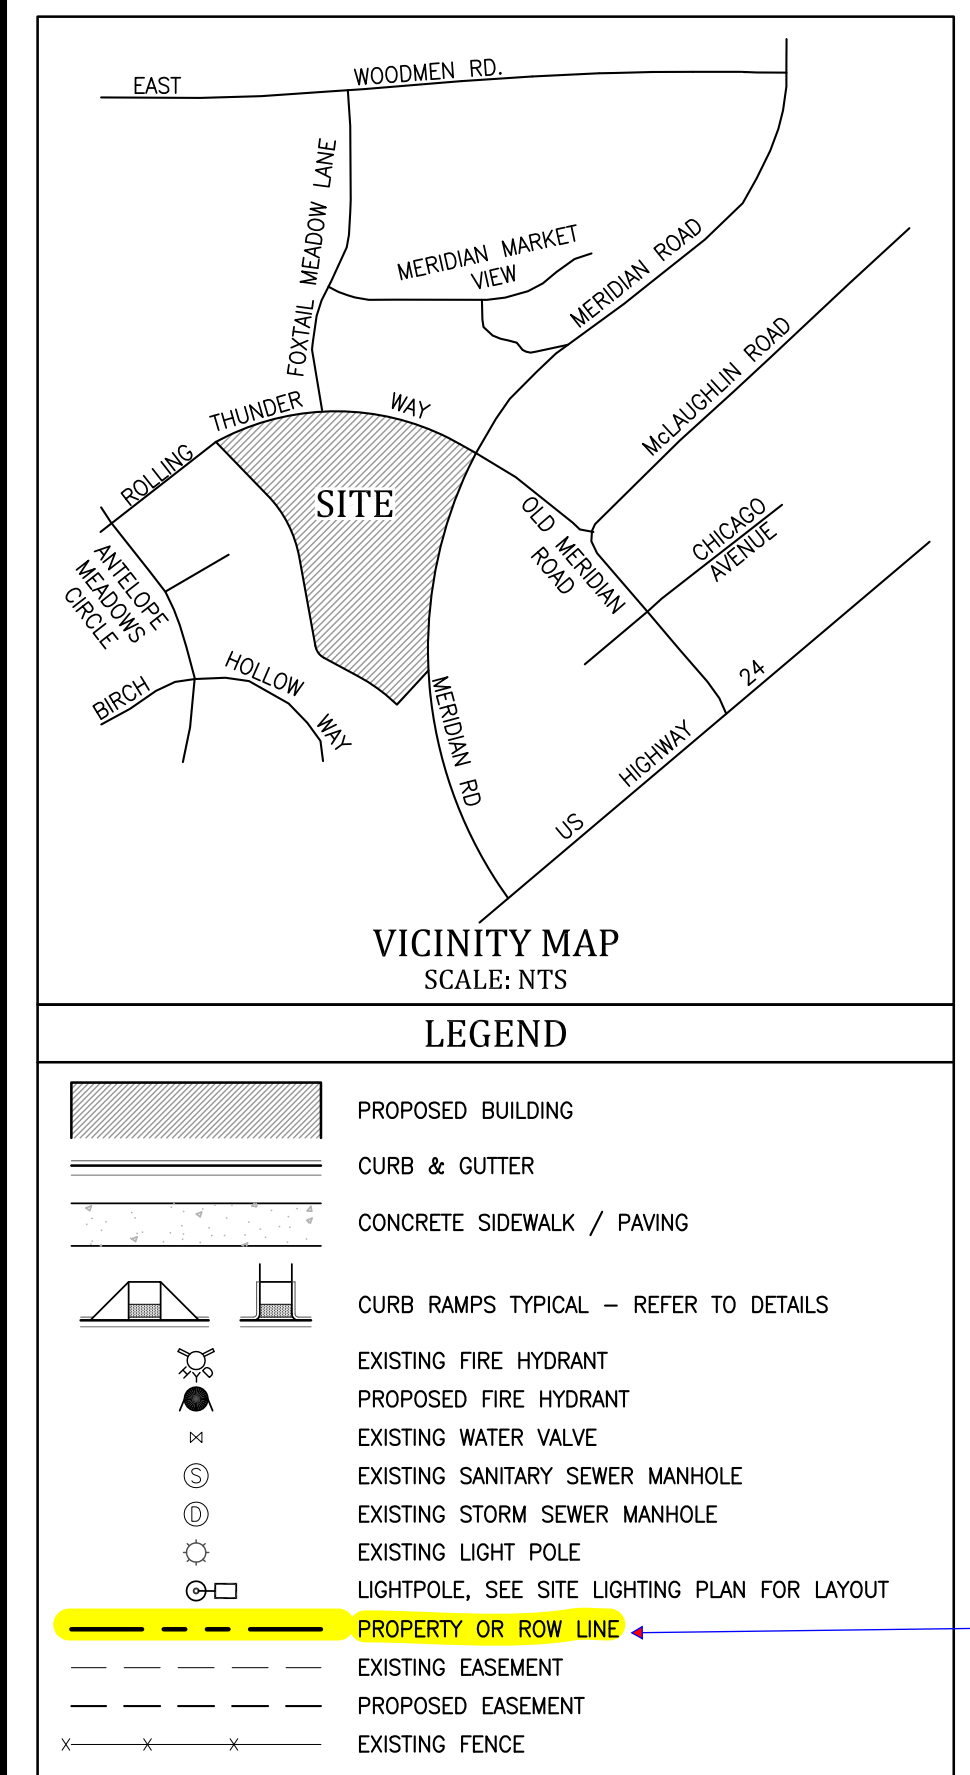 EAST
WOODMEN RD.
FOXTAIL MEADOW LANE
MERIDIAN MARKET
VIEW
MERIDIAN ROAD
McLAUGHLIN ROAD
ROLLING
THUNDER
WAY
SITE
OLD MERIDIAN
ROAD
CHICAGO
AVENUE
ANTELOPE
MEADOWS
CIRCLE
BIRCH
HOLLOW
WAY
MERIDIAN RD
US
HIGHWAY
24
VICINITY MAP
SCALE: NTS
LEGEND
PROPOSED BUILDING
CURB & GUTTER
CONCRETE SIDEWALK / PAVING
CURB RAMPS TYPICAL – REFER TO DETAILS
EXISTING FIRE HYDRANT
PROPOSED FIRE HYDRANT
EXISTING WATER VALVE
S EXISTING SANITARY SEWER MANHOLE
D EXISTING STORM SEWER MANHOLE
EXISTING LIGHT POLE
LIGHTPOLE, SEE SITE LIGHTING PLAN FOR LAYOUT
PROPERTY OR ROW LINE
EXISTING EASEMENT
PROPOSED EASEMENT
X X X EXISTING FENCE